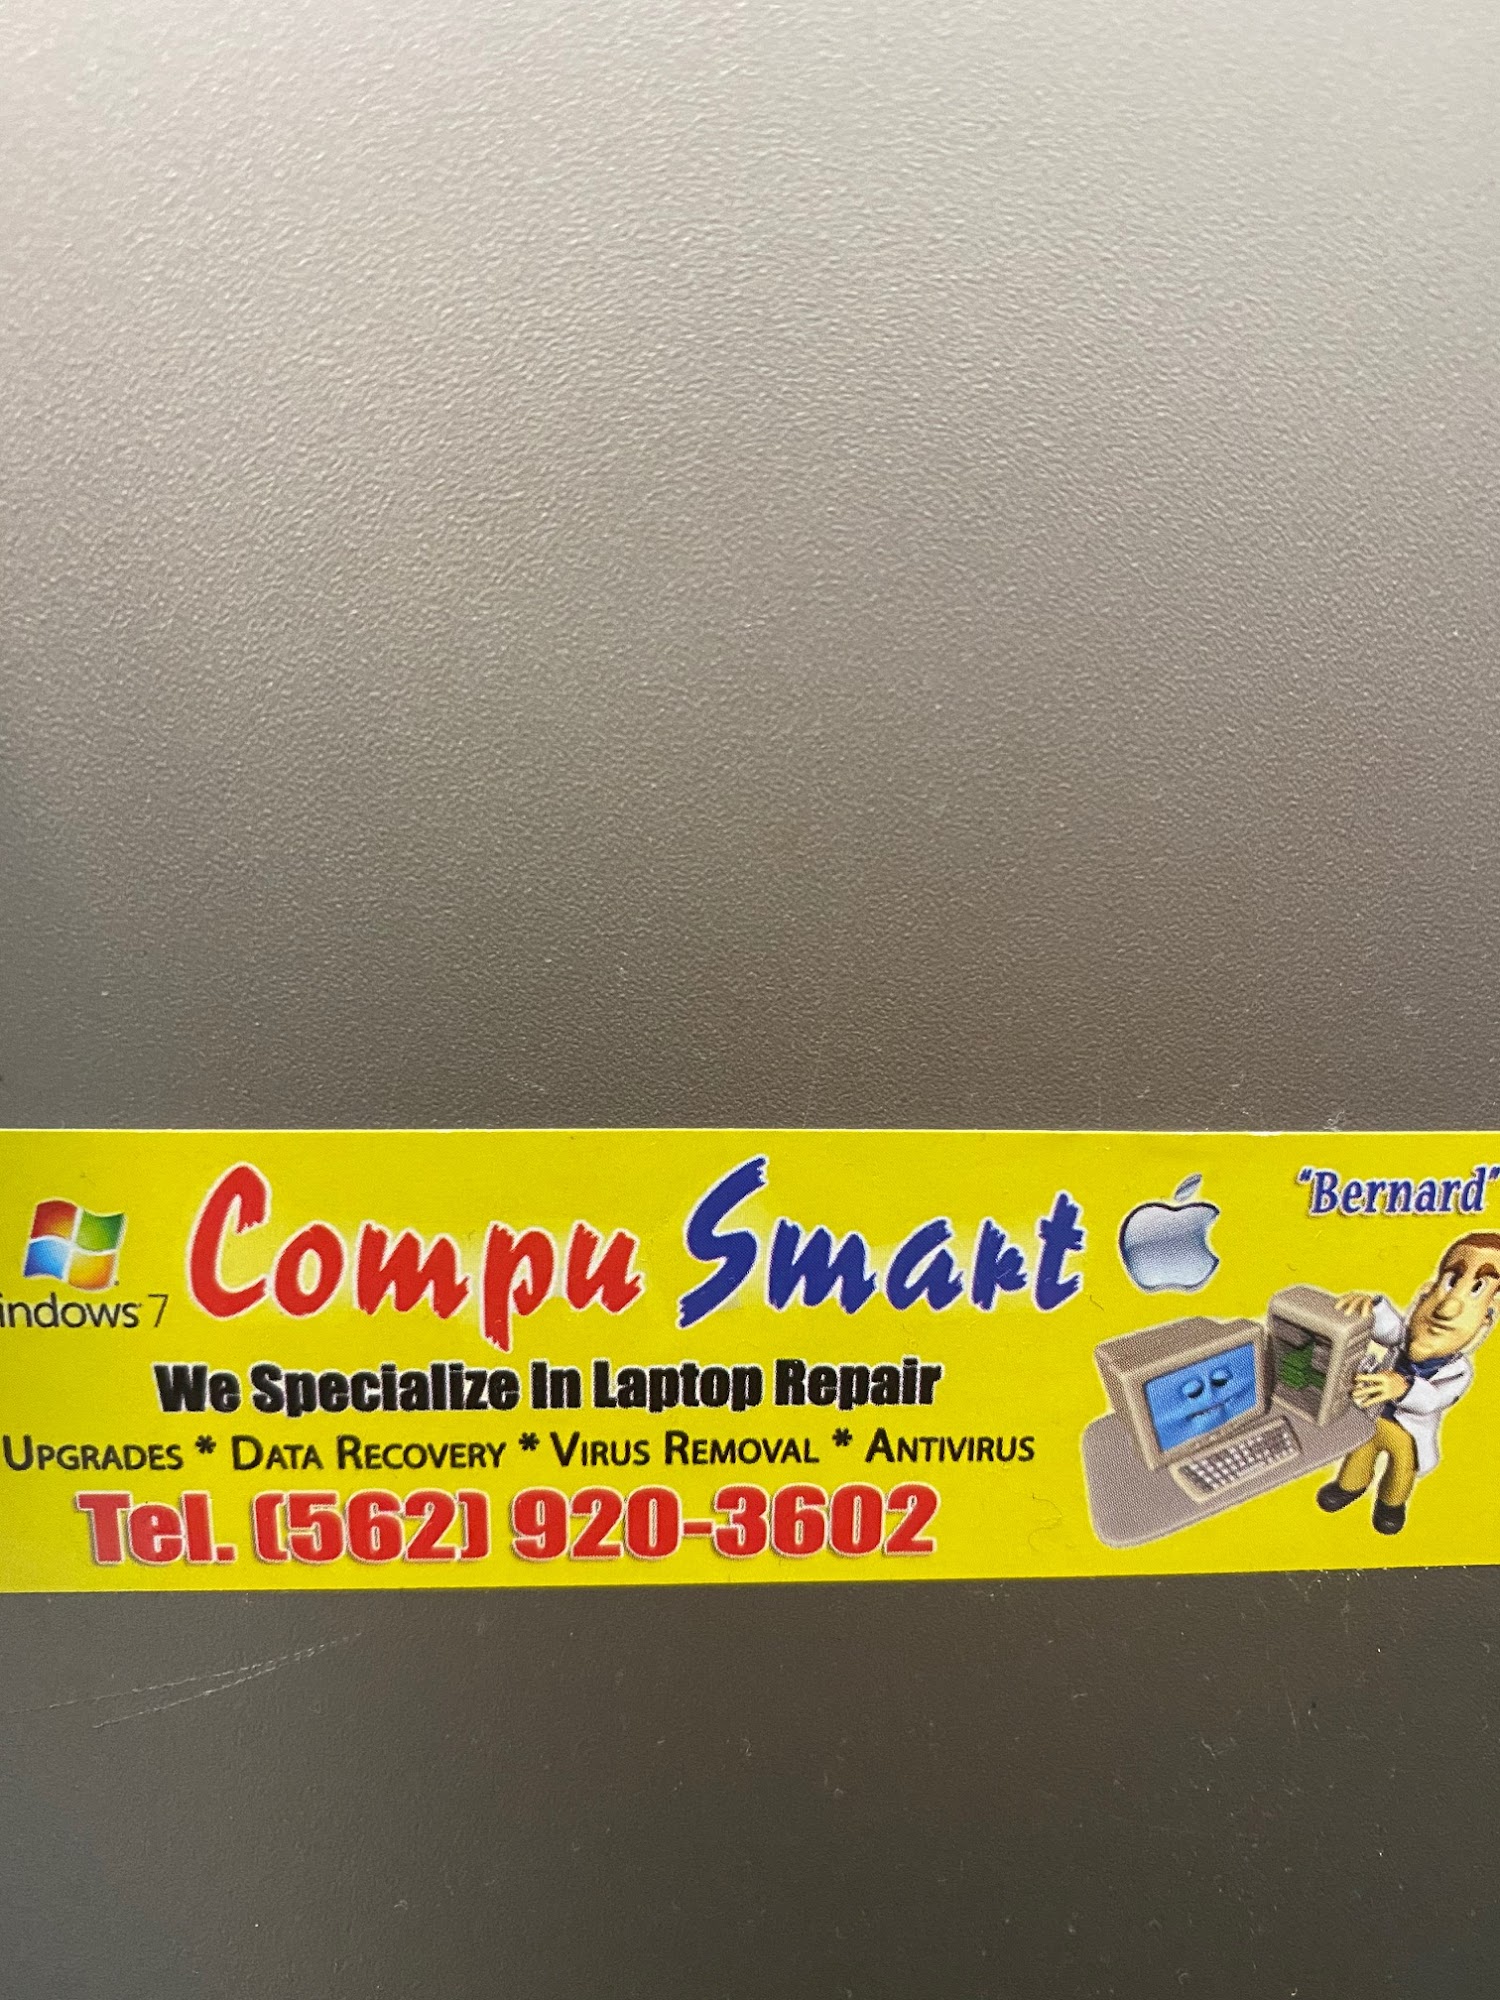 Compu Smart
"Bernard"
indows 7
We Specialize In Laptop Repair
UPGRADES * DATA RECOVERY * VIRUS REMOVAL * ANTIVIRUS
Tel. (562) 920-3602